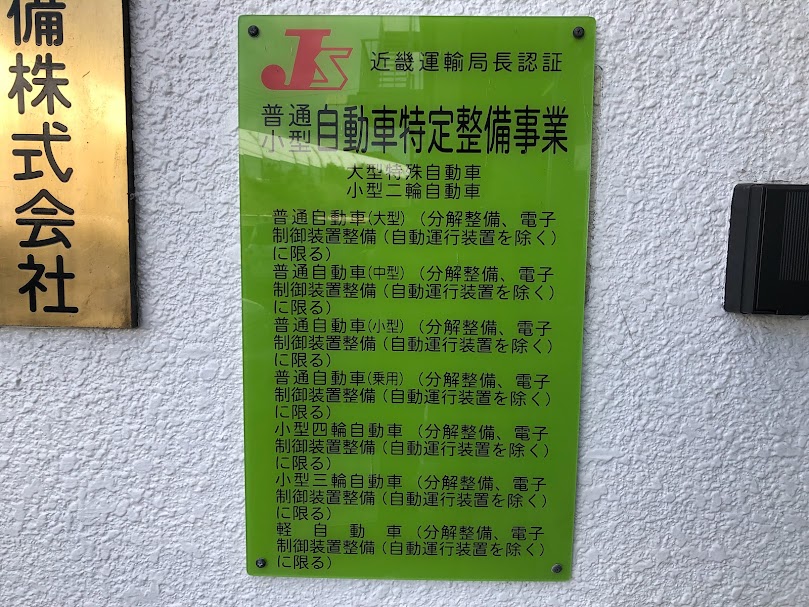 備株式会社
JS 近畿運輸局長認証
普通
小型 自動車特定整備事業
大型特殊自動車
小型二輪自動車
普通自動車(大型)(分解整備、電子
制御装置整備(自動運行装置を除く)
に限る)
普通自動車(中型)(分解整備、電子
制御装置整備(自動運行装置を除く)
に限る)
普通自動車(小型)(分解整備、電子
制御装置整備(自動運行装置を除く)
に限る)
普通自動車(乗用)(分解整備、電子
制御装置整備(自動運行装置を除く)
に限る)
小型四輪自動車(分解整備、電子
制御装置整備(自動運行装置を除く)
に限る)
小型三輪自動車(分解整備、電子
制御装置整備(自動運行装置を除く)
に限る)
軽自動車(分解整備、電子
制御装置整備(自動運行装置を除く)
に限る)